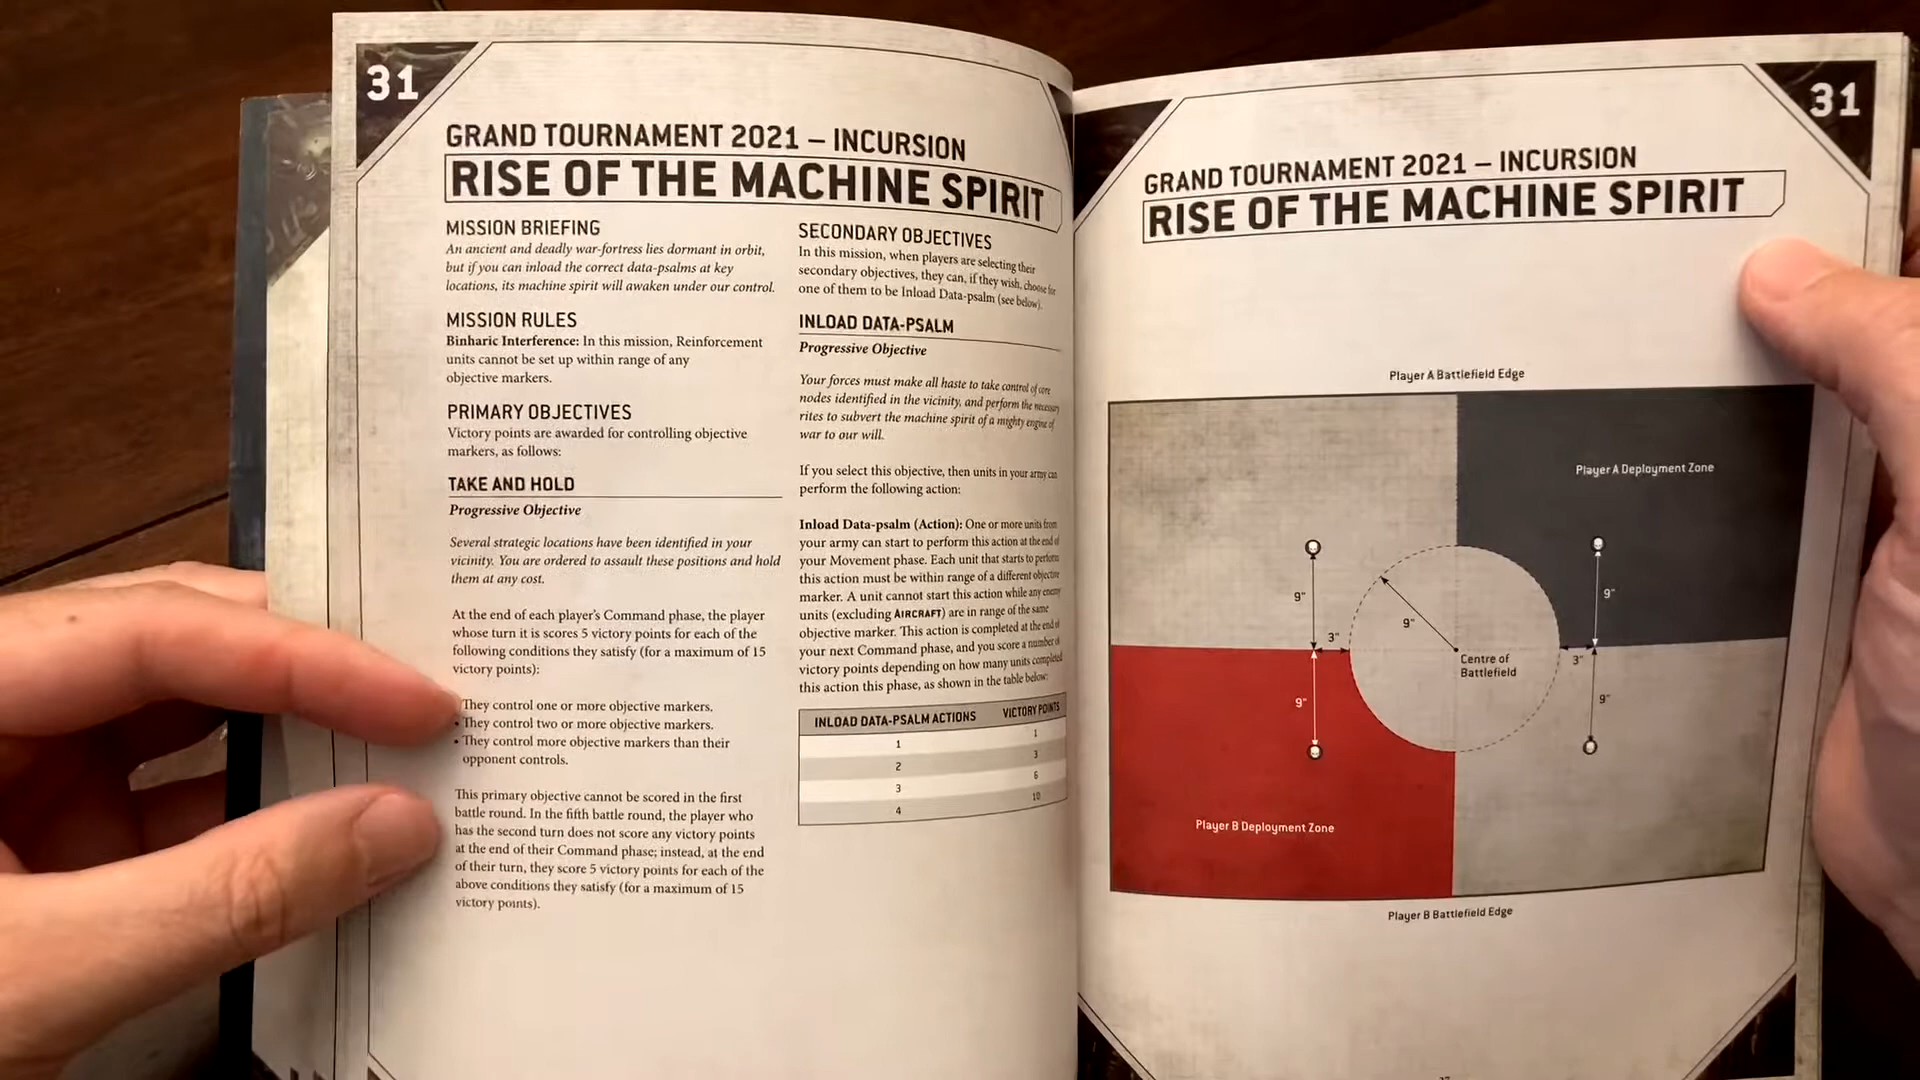 31
GRAND TOURNAMENT 2021 – INCURSION
RISE OF THE MACHINE SPIRIT
MISSION BRIEFING
An ancient and deadly war-fortress lies dormant in orbit,
but if you can inload the correct data-psalms at key
locations, its machine spirit will awaken under our control.
MISSION RULES
Binharic Interference: In this mission, Reinforcement
units cannot be set up within range of any
objective markers.
PRIMARY OBJECTIVES
Victory points are awarded for controlling objective
markers, as follows:
TAKE AND HOLD
Progressive Objective
Several strategic locations have been identified in your
vicinity. You are ordered to assault these positions and hold
them at any cost.
At the end of each player's Command phase, the player
whose turn it is scores 5 victory points for each of the
following conditions they satisfy (for a maximum of 15
victory points):
They control one or more objective markers.
• They control two or more objective markers.
• They control more objective markers than their
opponent controls.
This primary objective cannot be scored in the first
battle round. In the fifth battle round, the player who
has the second turn does not score any victory points
at the end of their Command phase; instead, at the end
of their turn, they score 5 victory points for each of the
above conditions they satisfy (for a maximum of 15
victory points).
SECONDARY OBJECTIVES
In this mission, when players are selecting their
secondary objectives, they can, if they wish, choose for
one of them to be Inload Data-psalm (see below).
INLOAD DATA-PSALM
Progressive Objective
Your forces must make all haste to take control of core
nodes identified in the vicinity, and perform the necessary
rites to subvert the machine spirit of a mighty engine of
war to our will.
If you select this objective, then units in your army can
perform the following action:
Inload Data-psalm (Action): One or more units from
your army can start to perform this action at the end of
your Movement phase. Each unit that starts to perform
this action must be within range of a different objective
marker. A unit cannot start this action while any enemy
units (excluding AIRCRAFT) are in range of the same
objective marker. This action is completed at the end of
your next Command phase, and you score a number of
victory points depending on how many units completed
this action this phase, as shown in the table below:
INLOAD DATA-PSALM ACTIONS VICTORY POINTS
1 1
2 3
3 6
4 10
31
GRAND TOURNAMENT 2021 – INCURSION
RISE OF THE MACHINE SPIRIT
Player A Battlefield Edge
Player A Deployment Zone
9"
9"
9"
3"
Centre of
Battlefield
3"
9"
9"
Player B Deployment Zone
Player B Battlefield Edge